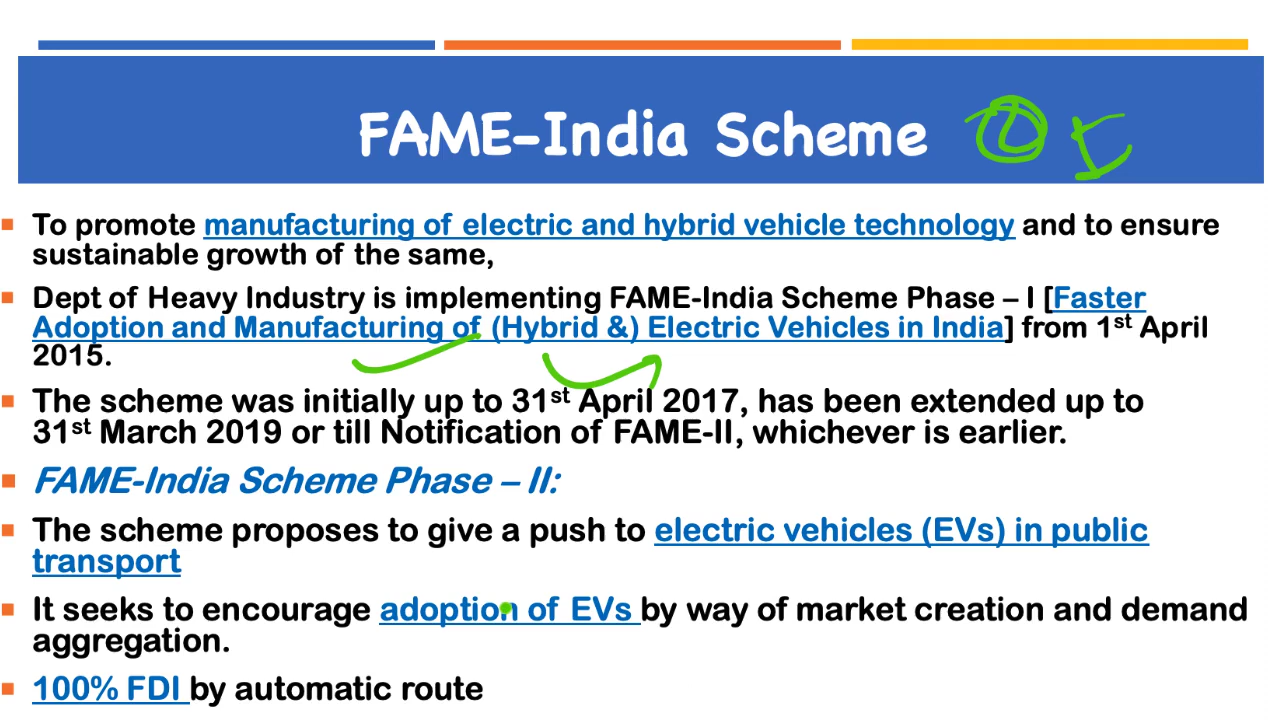 FAME-India Scheme
To promote manufacturing of electric and hybrid vehicle technology and to ensure
sustainable growth of the same,
Dept of Heavy Industry is implementing FAME-India Scheme Phase – I [Faster
Adoption and Manufacturing of (Hybrid &) Electric Vehicles in India] from 1st April
2015.
The scheme was initially up to 31st April 2017, has been extended up to
31st March 2019 or till Notification of FAME-II, whichever is earlier.
FAME-India Scheme Phase – II:
The scheme proposes to give a push to electric vehicles (EVs) in public
transport
It seeks to encourage adoption of EVs by way of market creation and demand
aggregation.
100% FDI by automatic route